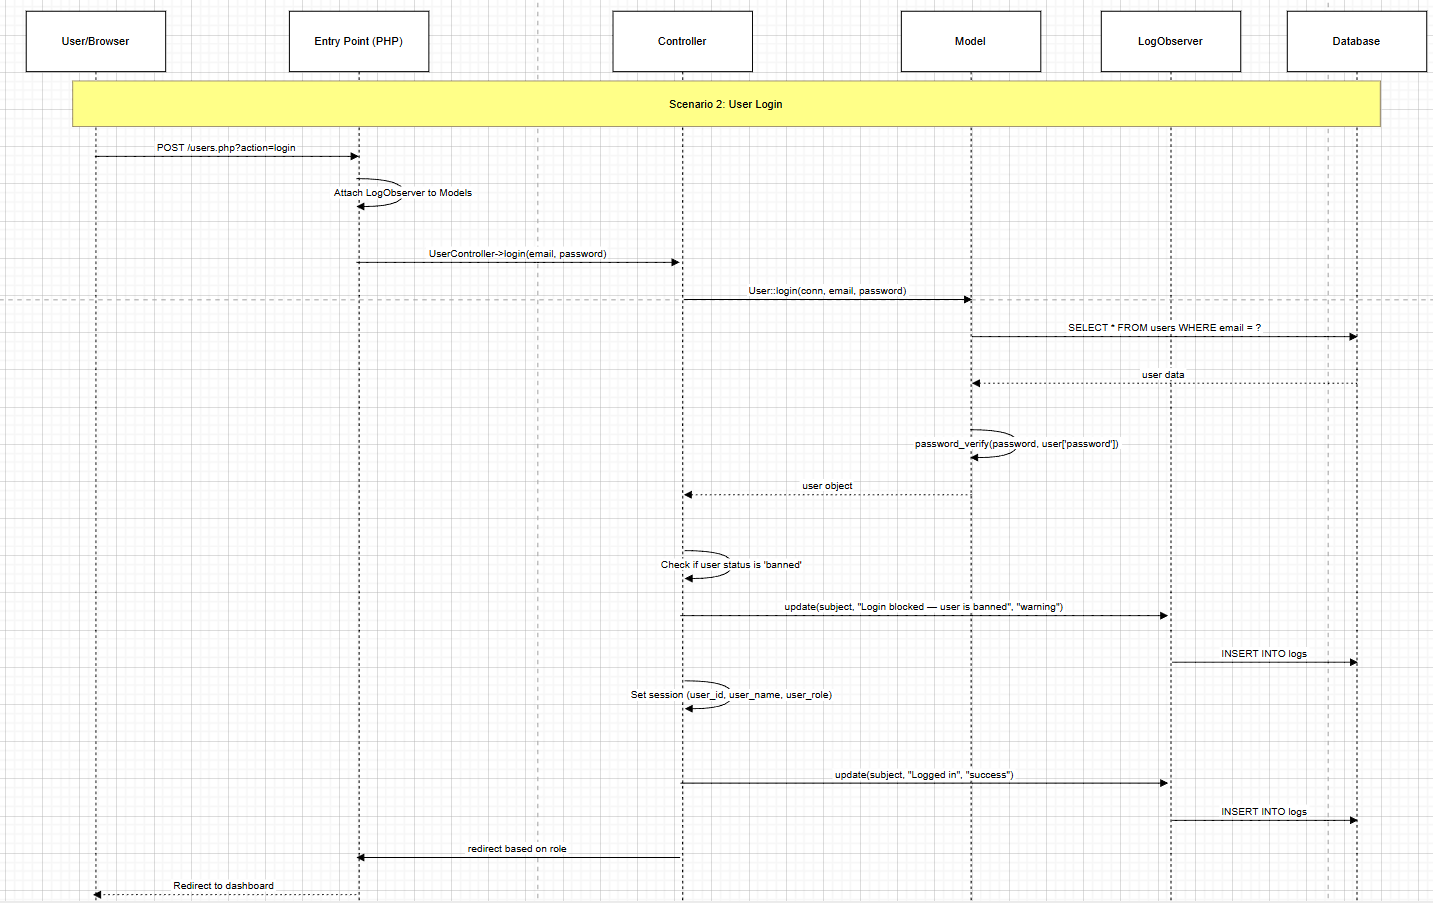 User/Browser
Entry Point (PHP)
Controller
Model
LogObserver
Database
Scenario 2: User Login
POST /users.php?action=login
Attach LogObserver to Models
UserController->login(email, password)
User::login(conn, email, password)
SELECT * FROM users WHERE email = ?
user data
password_verify(password, user['password'])
user object
Check if user status is 'banned'
update(subject, "Login blocked — user is banned", "warning")
INSERT INTO logs
Set session (user_id, user_name, user_role)
update(subject, "Logged in", "success")
INSERT INTO logs
redirect based on role
Redirect to dashboard